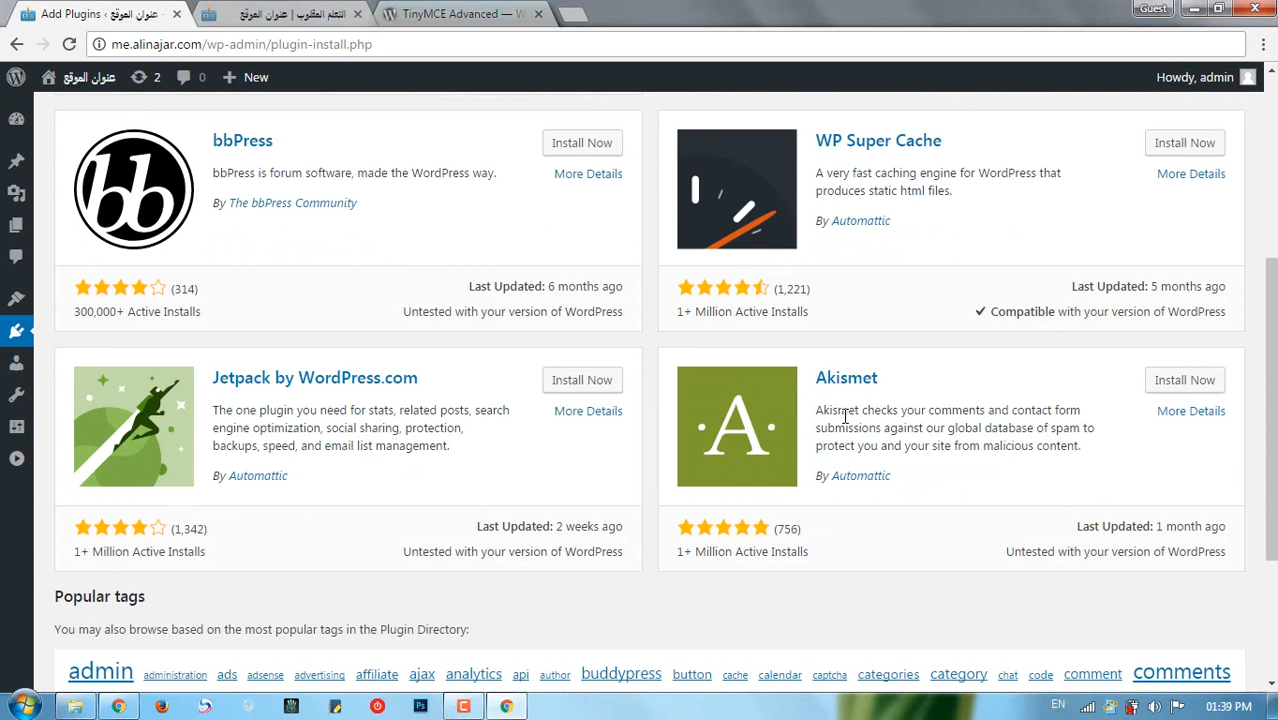 Add Plugins ‹ عنوان الموقع
التعلم المقلوب | عنوان الموقع
TinyMCE Advanced — W
Guest
me.alinajar.com/wp-admin/plugin-install.php
عنوان الموقع
2
0
New
Howdy, admin
bbPress
Install Now
bbPress is forum software, made the WordPress way.
More Details
By The bbPress Community
(314)
Last Updated: 6 months ago
300,000+ Active Installs
Untested with your version of WordPress
WP Super Cache
Install Now
A very fast caching engine for WordPress that
More Details
produces static html files.
By Automattic
(1,221)
Last Updated: 5 months ago
1+ Million Active Installs
✓ Compatible with your version of WordPress
Jetpack by WordPress.com
Install Now
The one plugin you need for stats, related posts, search
More Details
engine optimization, social sharing, protection,
backups, speed, and email list management.
By Automattic
(1,342)
Last Updated: 2 weeks ago
1+ Million Active Installs
Untested with your version of WordPress
A
Akismet
Install Now
Akismet checks your comments and contact form
More Details
submissions against our global database of spam to
protect you and your site from malicious content.
By Automattic
(756)
Last Updated: 1 month ago
1+ Million Active Installs
Untested with your version of WordPress
Popular tags
You may also browse based on the most popular tags in the Plugin Directory:
admin administration ads adsense advertising affiliate ajax analytics api author buddypress button cache calendar captcha categories category chat code comment comments
Ps
EN
01:39 PM